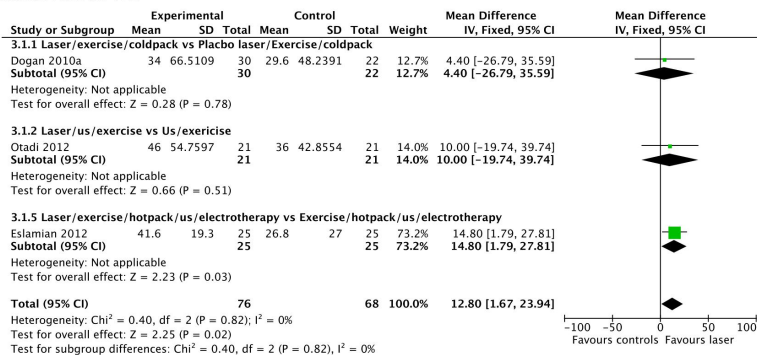 Experimental Control Mean Difference Mean Difference
Study or Subgroup Mean SD Total Mean SD Total Weight IV, Fixed, 95% CI IV, Fixed, 95% CI
3.1.1 Laser/exercise/coldpack vs Placbo laser/Exercise/coldpack
Dogan 2010a 34 66.5109 30 29.6 48.2391 22 12.7% 4.40 [-26.79, 35.59]
Subtotal (95% CI) 30 22 12.7% 4.40 [-26.79, 35.59]
Heterogeneity: Not applicable
Test for overall effect: Z = 0.28 (P = 0.78)
3.1.2 Laser/us/exercise vs Us/exericise
Otadi 2012 46 54.7597 21 36 42.8554 21 14.0% 10.00 [-19.74, 39.74]
Subtotal (95% CI) 21 21 14.0% 10.00 [-19.74, 39.74]
Heterogeneity: Not applicable
Test for overall effect: Z = 0.66 (P = 0.51)
3.1.5 Laser/exercise/hotpack/us/electrotherapy vs Exercise/hotpack/us/electrotherapy
Eslamian 2012 41.6 19.3 25 26.8 27 25 73.2% 14.80 [1.79, 27.81]
Subtotal (95% CI) 25 25 73.2% 14.80 [1.79, 27.81]
Heterogeneity: Not applicable
Test for overall effect: Z = 2.23 (P = 0.03)
Total (95% CI) 76 68 100.0% 12.80 [1.67, 23.94]
Heterogeneity: Chi² = 0.40, df = 2 (P = 0.82); I² = 0%
Test for overall effect: Z = 2.25 (P = 0.02)
Test for subgroup differences: Chi² = 0.40, df = 2 (P = 0.82), I² = 0%
-100 -50 0 50 100
Favours controls Favours laser